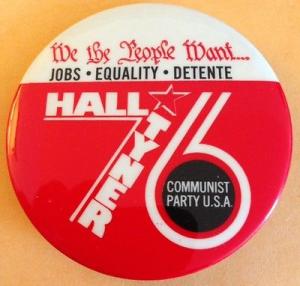 We the People Want....
JOBS • EQUALITY • DETENTE
HALL
TYNER
76
COMMUNIST
PARTY U.S.A.